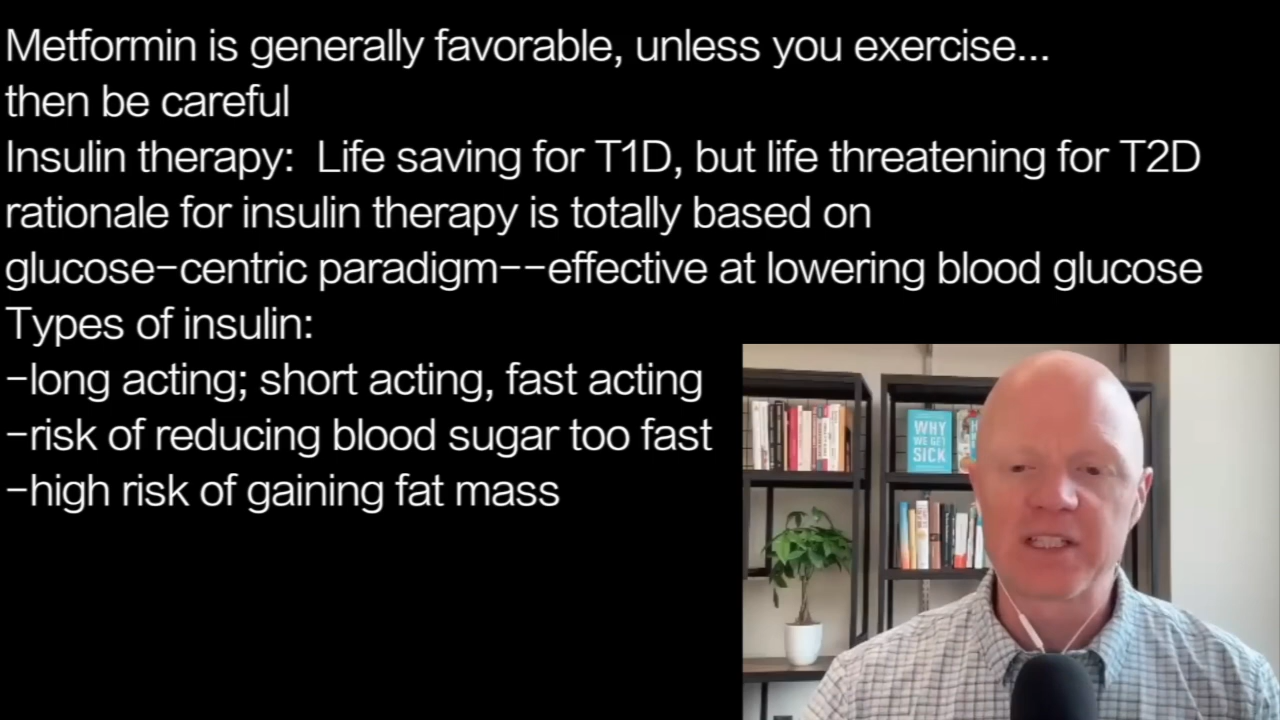 Metformin is generally favorable, unless you exercise...
then be careful
Insulin therapy:  Life saving for T1D, but life threatening for T2D
rationale for insulin therapy is totally based on
glucose-centric paradigm--effective at lowering blood glucose
Types of insulin:
-long acting; short acting, fast acting
-risk of reducing blood sugar too fast
-high risk of gaining fat mass
WHY
WE GET
SICK